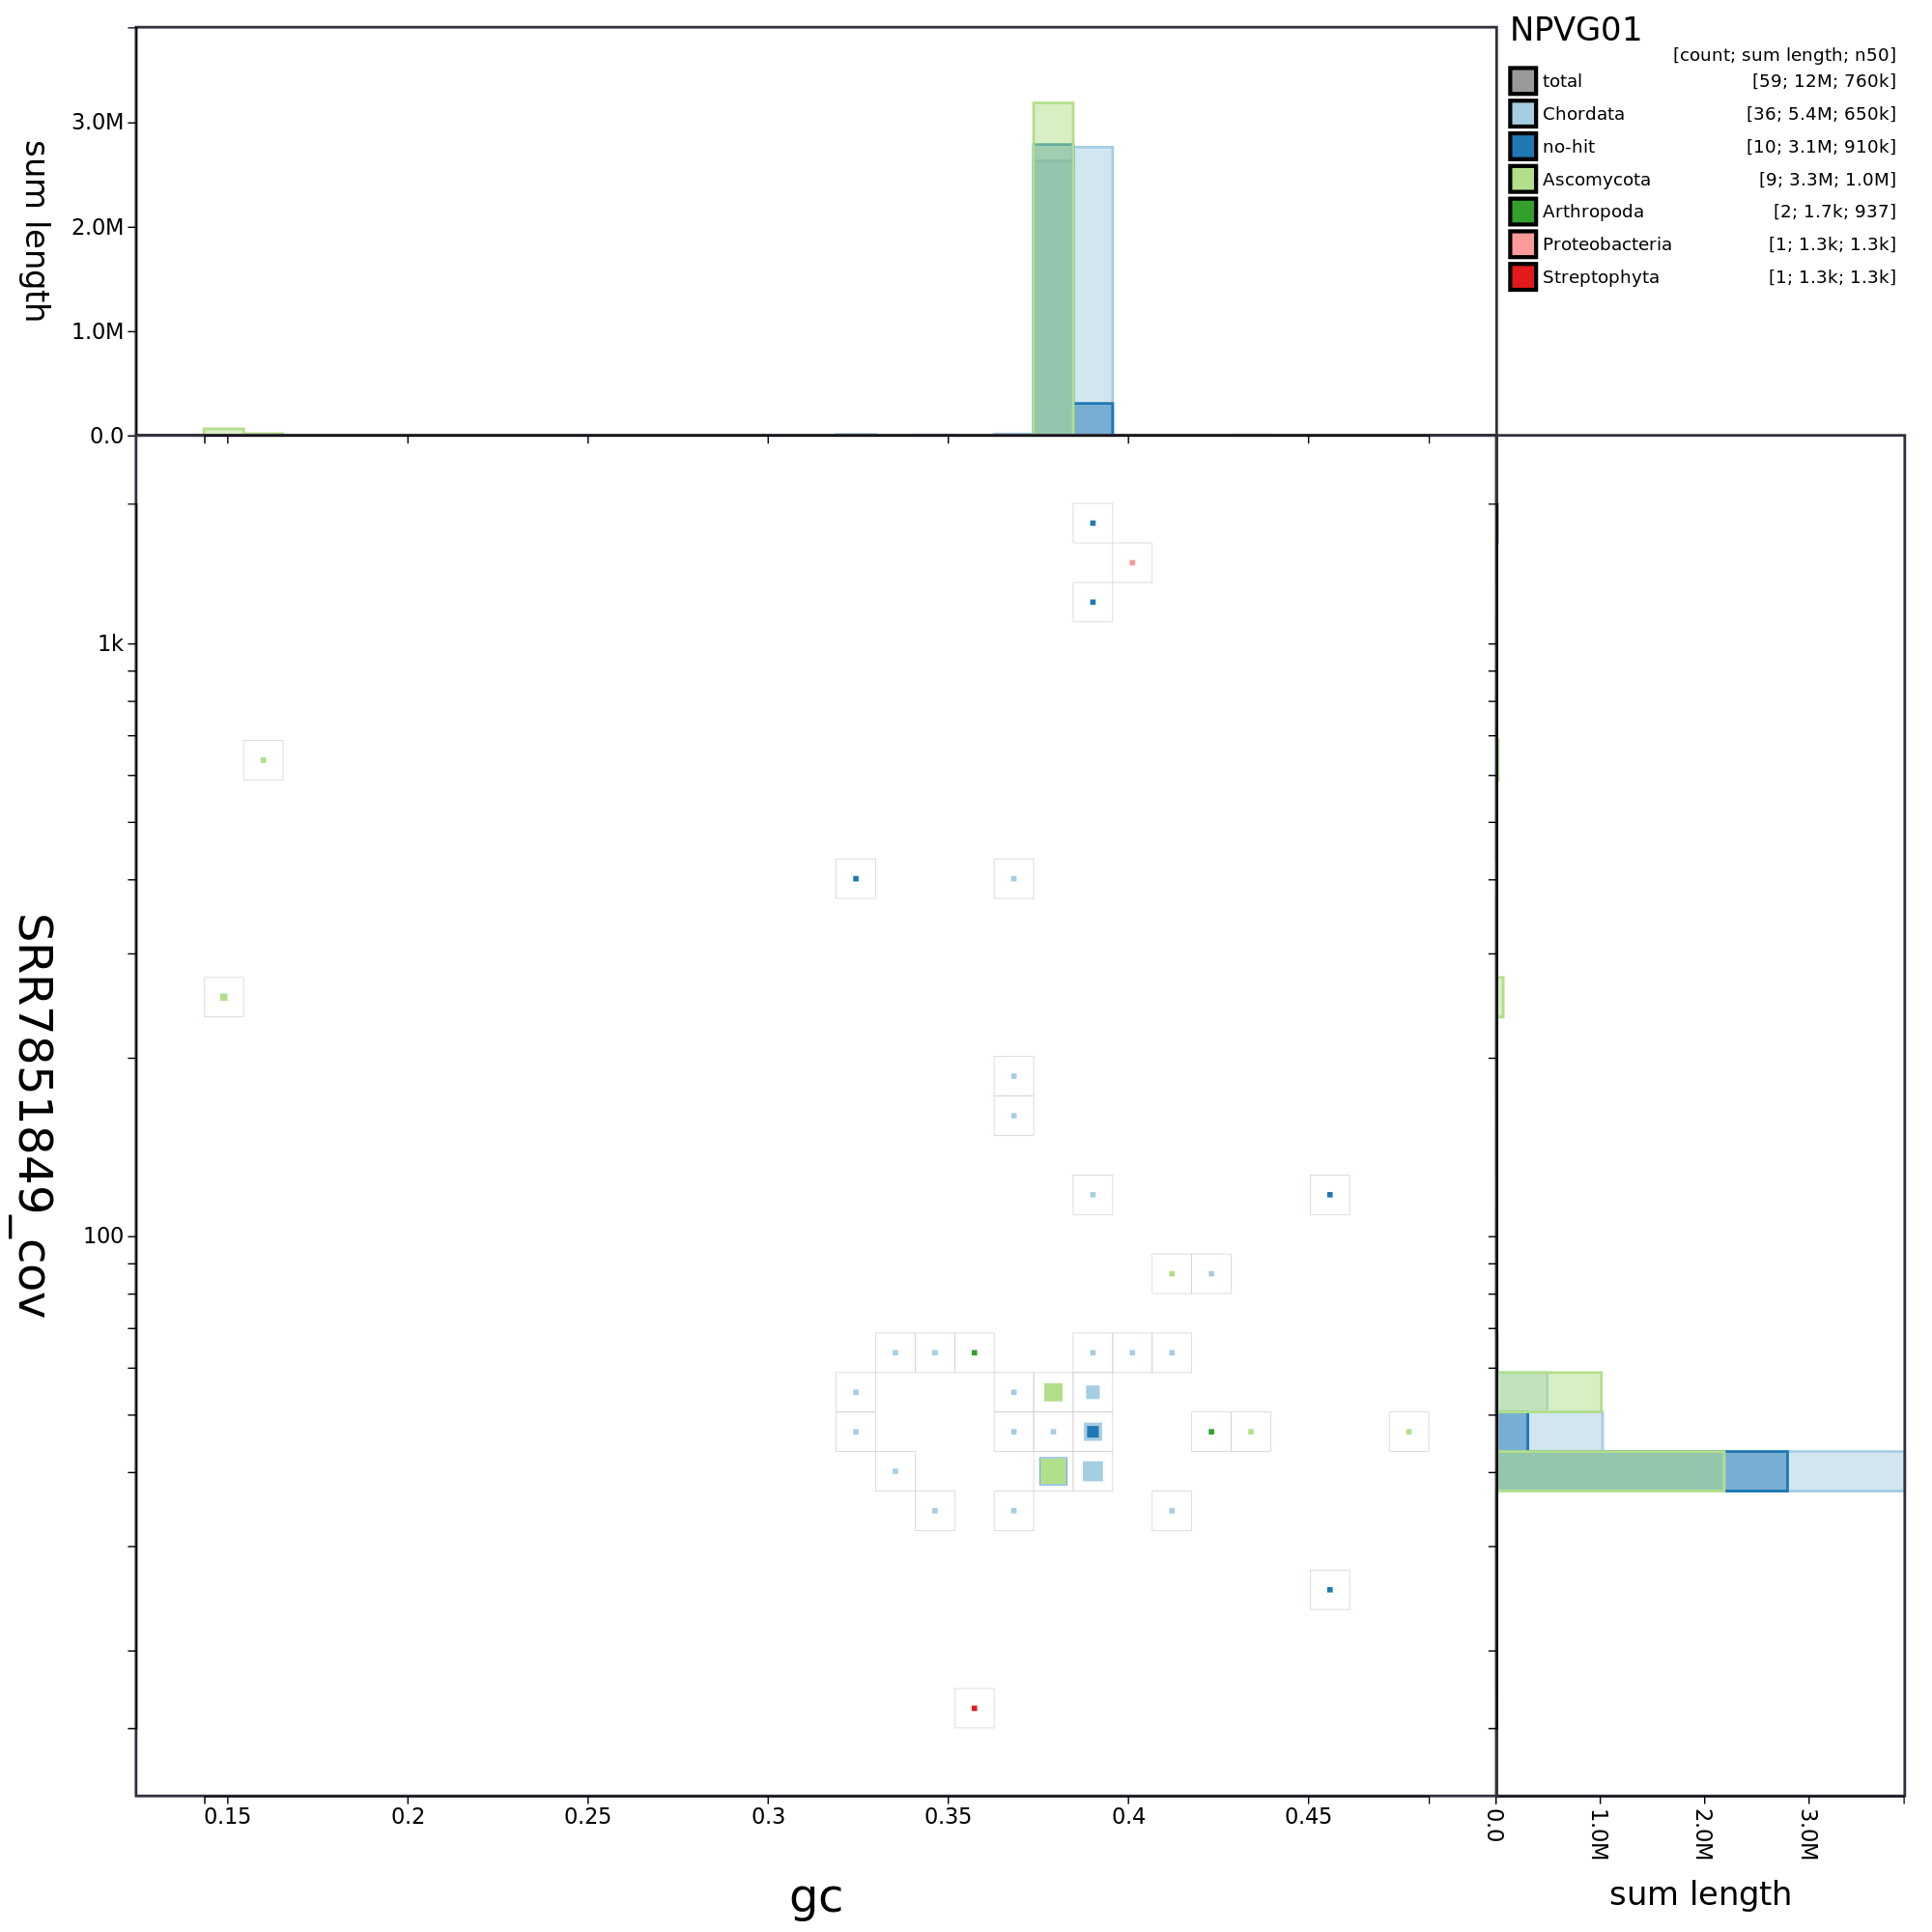 NPVG01
[count; sum length; n50]
total [59; 12M; 760k]
Chordata [36; 5.4M; 650k]
no-hit [10; 3.1M; 910k]
Ascomycota [9; 3.3M; 1.0M]
Arthropoda [2; 1.7k; 937]
Proteobacteria [1; 1.3k; 1.3k]
Streptophyta [1; 1.3k; 1.3k]
sum length
3.0M
2.0M
1.0M
0.0
SRR7851849_cov
1k
100
0.15 0.2 0.25 0.3 0.35 0.4 0.45
gc
0.0 1.0M 2.0M 3.0M
sum length